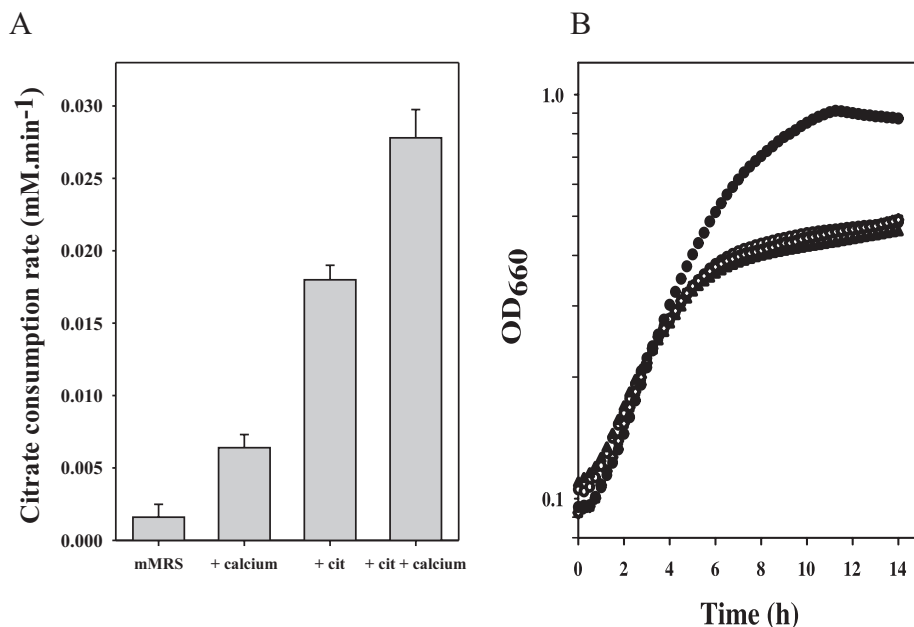 A
Citrate consumption rate (mM.min-1)
0.030
0.025
0.020
0.015
0.010
0.005
0.000
mMRS
+ calcium
+ cit
+ cit + calcium
B
OD660
1.0
0.1
0
2
4
6
8
10
12
14
Time (h)